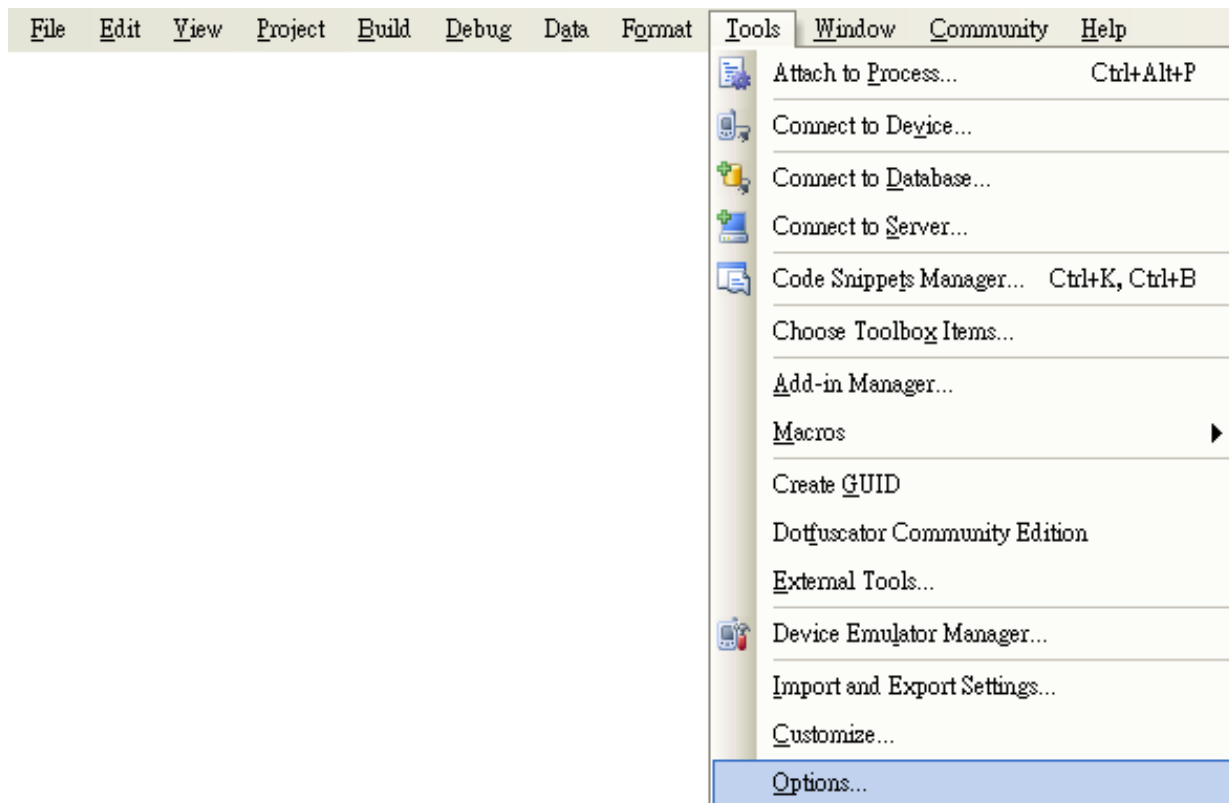 File Edit View Project Build Debug Data Format Tools Window Community Help
Attach to Process... Ctrl+Alt+P
Connect to Device...
Connect to Database...
Connect to Server...
Code Snippets Manager... Ctrl+K, Ctrl+B
Choose Toolbox Items...
Add-in Manager...
Macros
Create GUID
Dotfuscator Community Edition
External Tools...
Device Emulator Manager...
Import and Export Settings...
Customize...
Options...